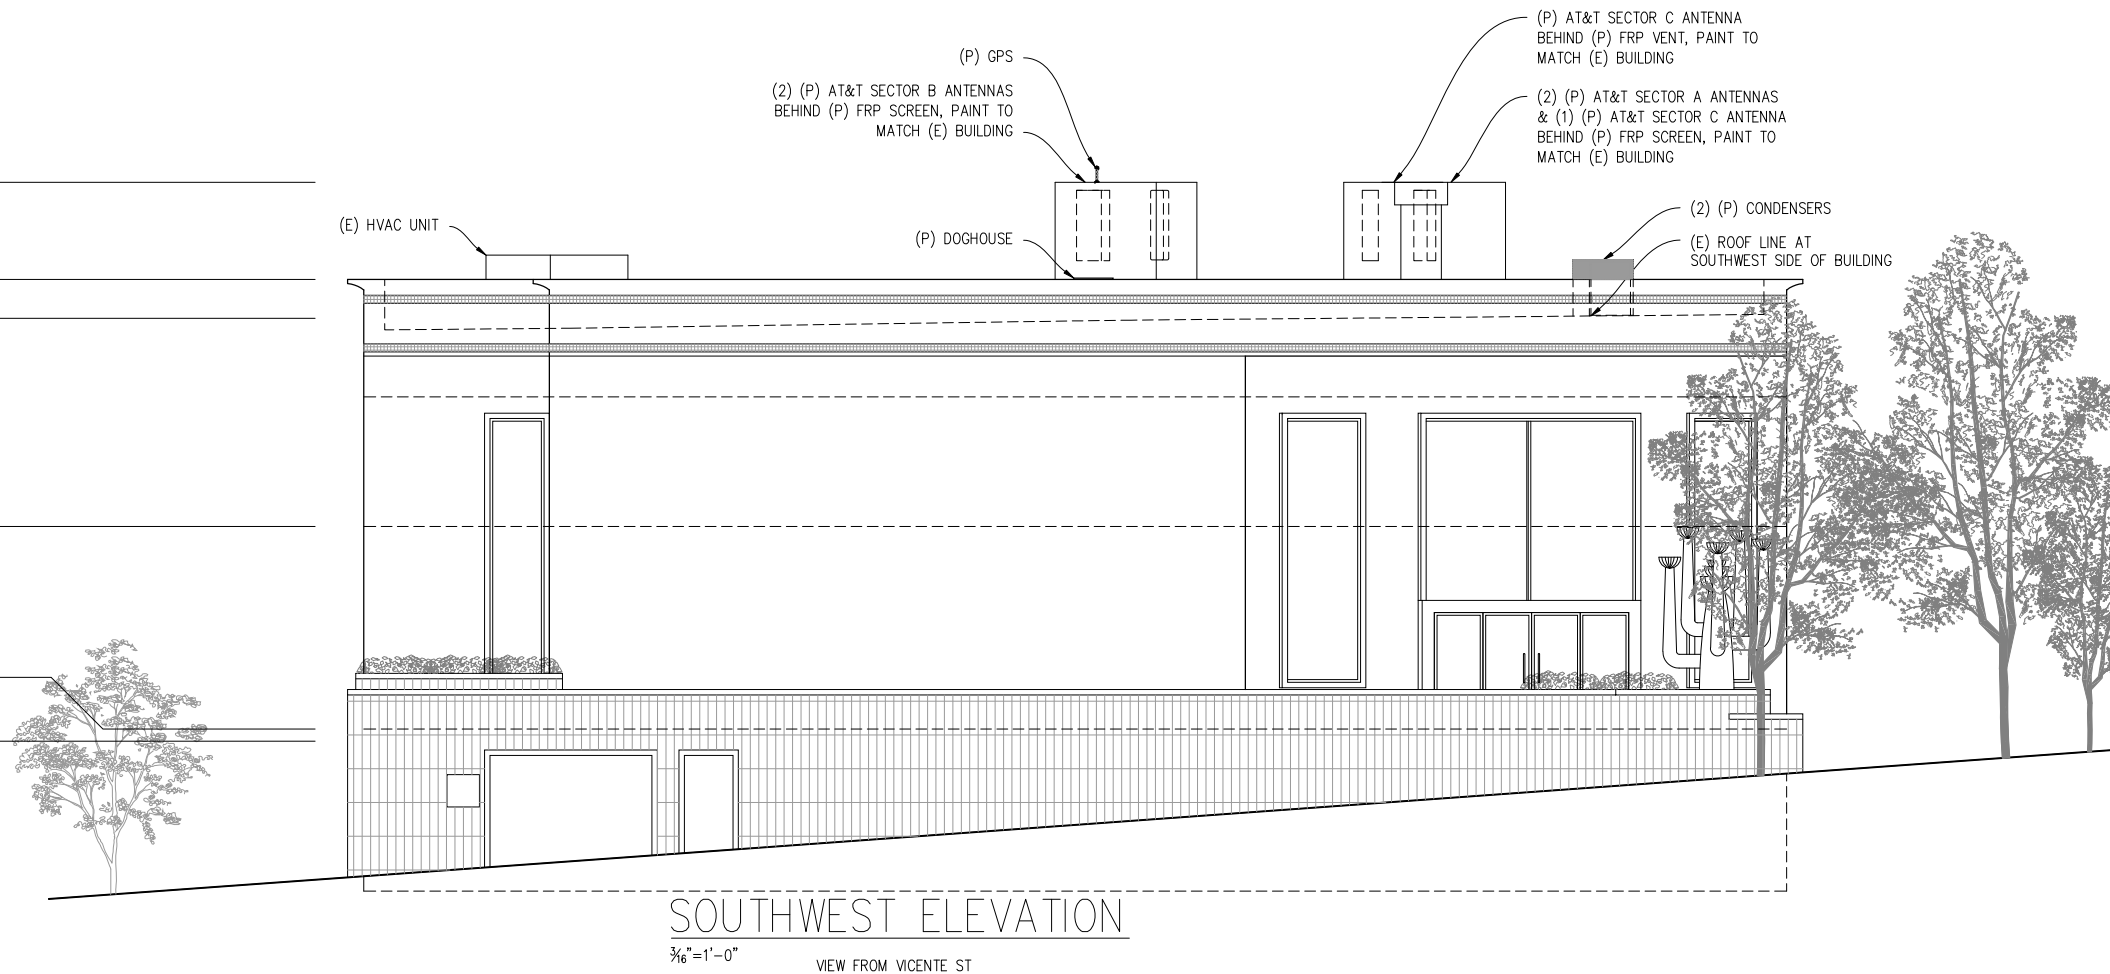 (P) AT&T SECTOR C ANTENNA
BEHIND (P) FRP VENT, PAINT TO
MATCH (E) BUILDING
(P) GPS
(2) (P) AT&T SECTOR B ANTENNAS
BEHIND (P) FRP SCREEN, PAINT TO
MATCH (E) BUILDING
(2) (P) AT&T SECTOR A ANTENNAS
& (1) (P) AT&T SECTOR C ANTENNA
BEHIND (P) FRP SCREEN, PAINT TO
MATCH (E) BUILDING
(E) HVAC UNIT
(P) DOGHOUSE
(2) (P) CONDENSERS
(E) ROOF LINE AT
SOUTHWEST SIDE OF BUILDING
SOUTHWEST ELEVATION
3/16"=1'-0"
VIEW FROM VICENTE ST